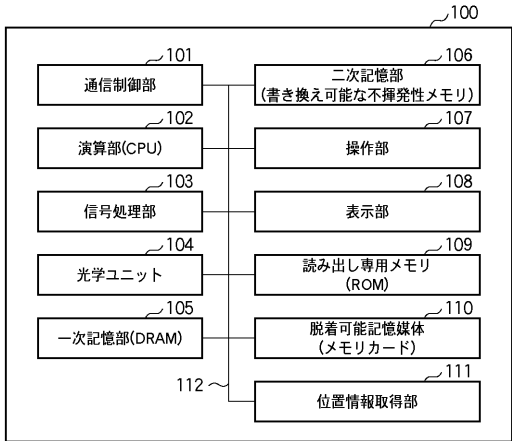 100
101
通信制御部
102
演算部(CPU)
103
信号処理部
104
光学ユニット
105
一次記憶部(DRAM)
106
二次記憶部
(書き換え可能な不揮発性メモリ)
107
操作部
108
表示部
109
読み出し専用メモリ
(ROM)
110
脱着可能記憶媒体
(メモリカード)
111
位置情報取得部
112